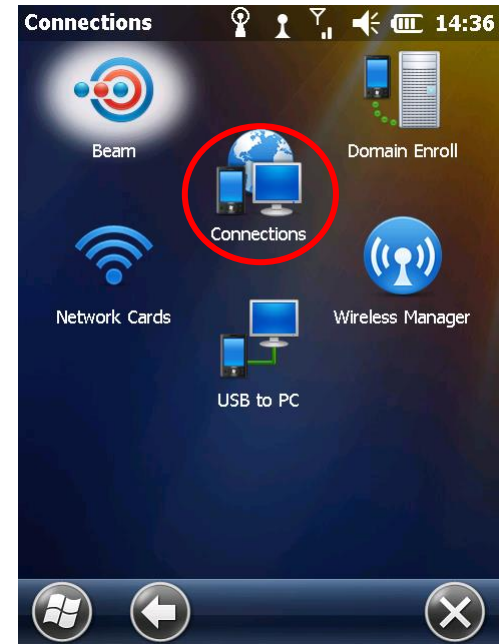 Connections 14:36
Beam
Domain Enroll
Connections
Network Cards
Wireless Manager
USB to PC